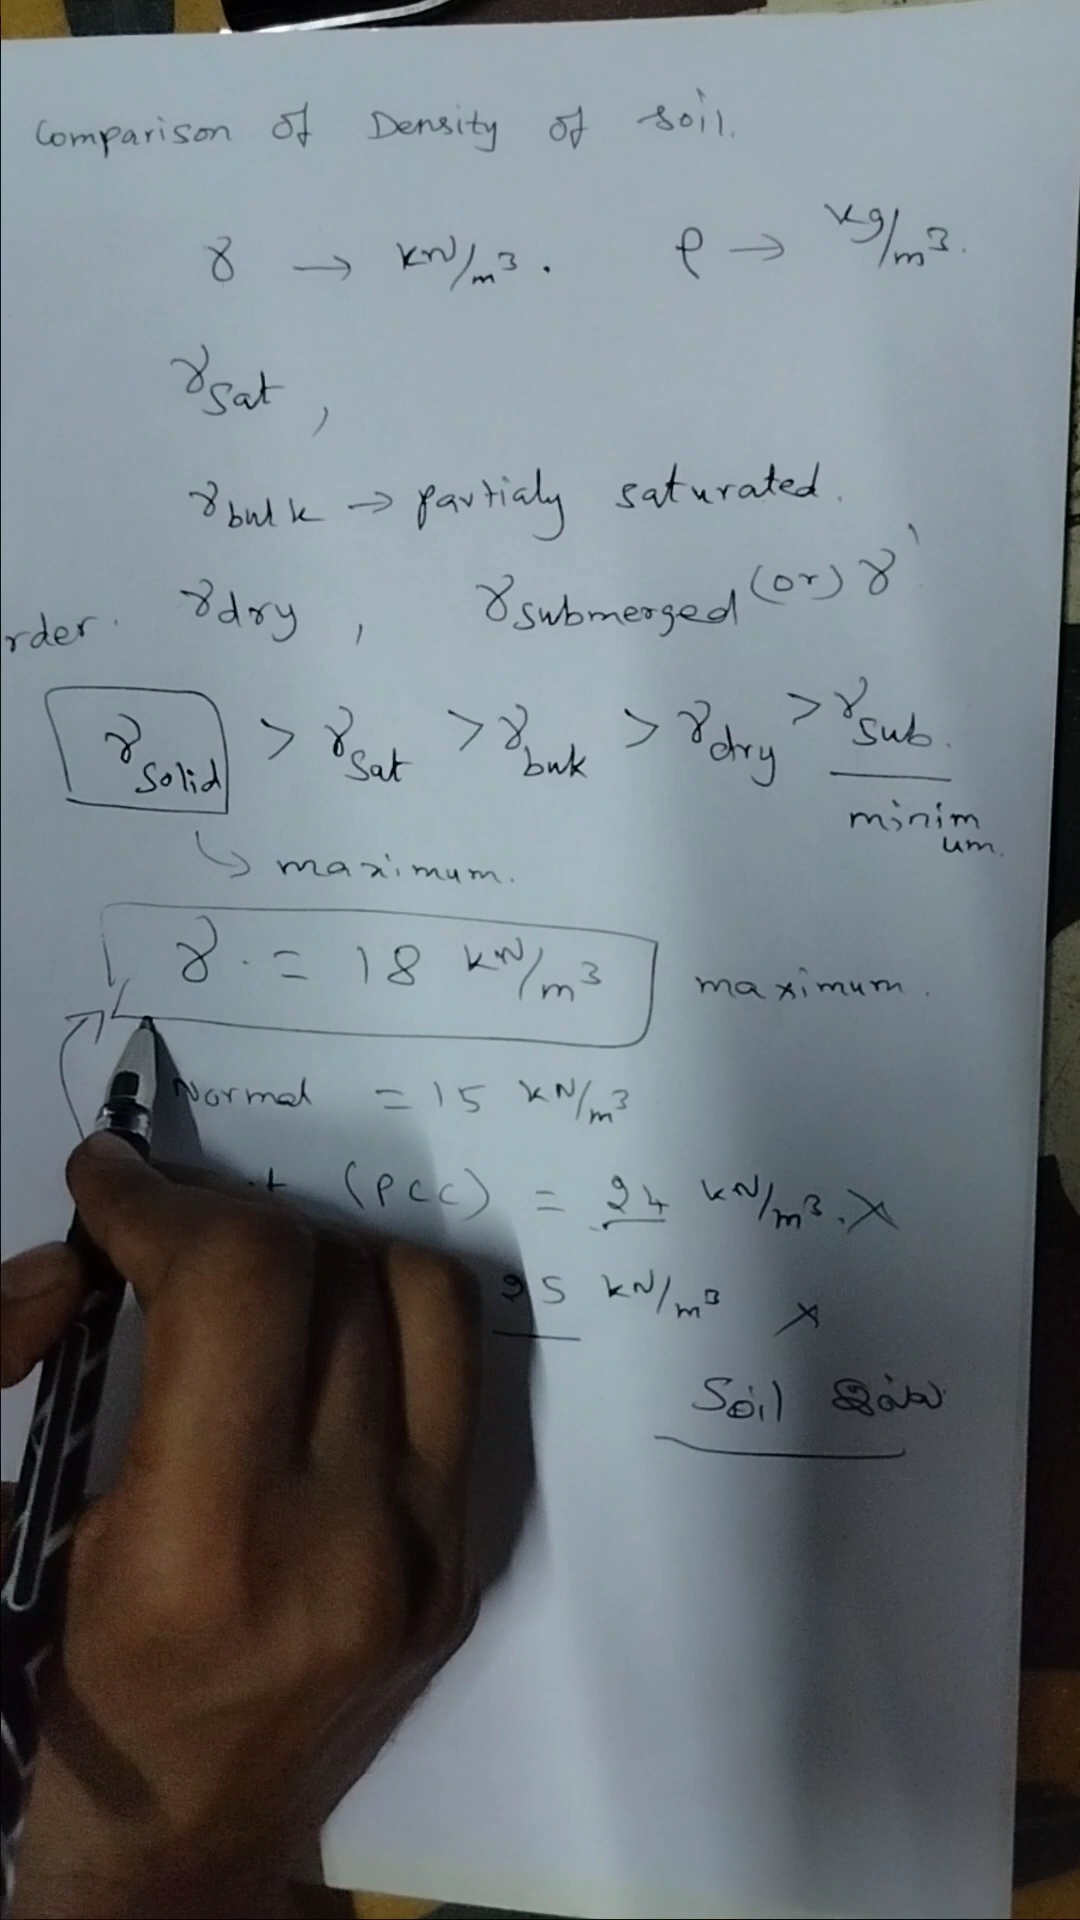 Comparison of Density of soil.
γ → kN/m³. ρ → kg/m³.
γsat,
γbulk → partialy saturated.
γdry, γsubmerged (or) γ'
rder.
γsolid > γsat > γbulk > γdry > γsub.
minimum.
↳ maximum.
γ. = 18 kN/m³ maximum.
Normal = 15 kN/m³
(PCC) = 24 kN/m³. ×
25 kN/m³ ×
Soil இல்ல